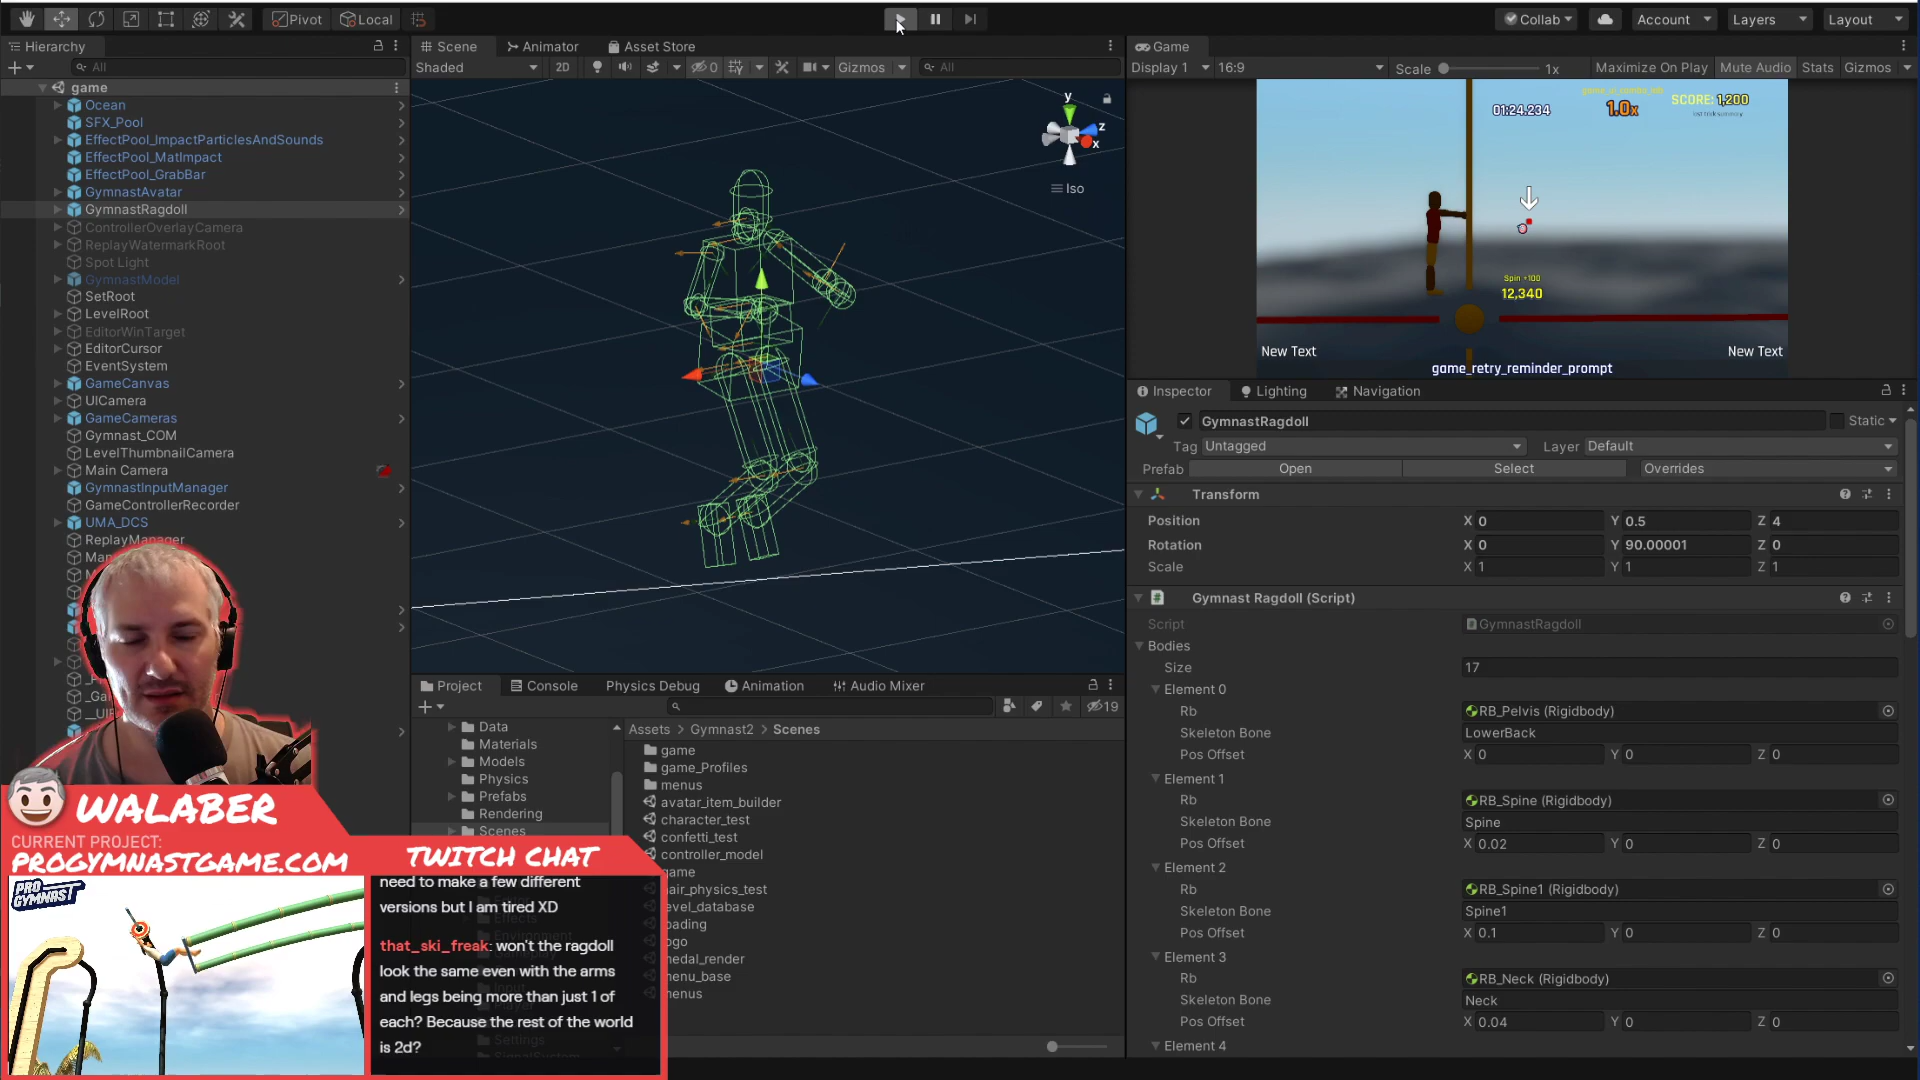 Pivot
Local
Collab
Account
Layers
Layout
Hierarchy
All
game
Ocean
SFX_Pool
EffectPool_ImpactParticlesAndSounds
EffectPool_MatImpact
EffectPool_GrabBar
GymnastAvatar
GymnastRagdoll
ControllerOverlayCamera
ReplayWatermarkRoot
Spot Light
GymnastModel
SetRoot
LevelRoot
EditorWinTarget
EditorCursor
EventSystem
GameCanvas
UICamera
GameCameras
Gymnast_COM
LevelThumbnailCamera
Main Camera
GymnastInputManager
GameControllerRecorder
UMA_DCS
ReplayManager
Scene
Animator
Asset Store
Shaded
2D
0
Gizmos
All
y
z
x
Iso
Game
Display 1
16:9
Scale
1x
Maximize On Play
Mute Audio
Stats
Gizmos
01:24.234
1.0x
SCORE: 1,200
Spin +100
12,340
New Text
New Text
game_retry_reminder_prompt
Inspector
Lighting
Navigation
GymnastRagdoll
Static
Tag
Untagged
Layer
Default
Prefab
Open
Select
Overrides
Transform
Position
X 0
Y 0.5
Z 4
Rotation
X 0
Y 90.00001
Z 0
Scale
X 1
Y 1
Z 1
Gymnast Ragdoll (Script)
Script
GymnastRagdoll
Bodies
Size
17
Element 0
Rb
RB_Pelvis (Rigidbody)
Skeleton Bone
LowerBack
Pos Offset
X 0
Y 0
Z 0
Element 1
Rb
RB_Spine (Rigidbody)
Skeleton Bone
Spine
Pos Offset
X 0.02
Y 0
Z 0
Element 2
Rb
RB_Spine1 (Rigidbody)
Skeleton Bone
Spine1
Pos Offset
X 0.1
Y 0
Z 0
Element 3
Rb
RB_Neck (Rigidbody)
Skeleton Bone
Neck
Pos Offset
X 0.04
Y 0
Z 0
Element 4
Project
Console
Physics Debug
Animation
Audio Mixer
19
Data
Materials
Models
Physics
Prefabs
Rendering
Scenes
Assets
Gymnast2
Scenes
game
game_Profiles
menus
avatar_item_builder
character_test
confetti_test
controller_model
WALABER
CURRENT PROJECT:
PROGYMNASTGAME.COM
PRO GYMNAST
TWITCH CHAT
need to make a few different
versions but I am tired XD
that_ski_freak: won't the ragdoll
look the same even with the arms
and legs being more than just 1 of
each? Because the rest of the world
is 2d?